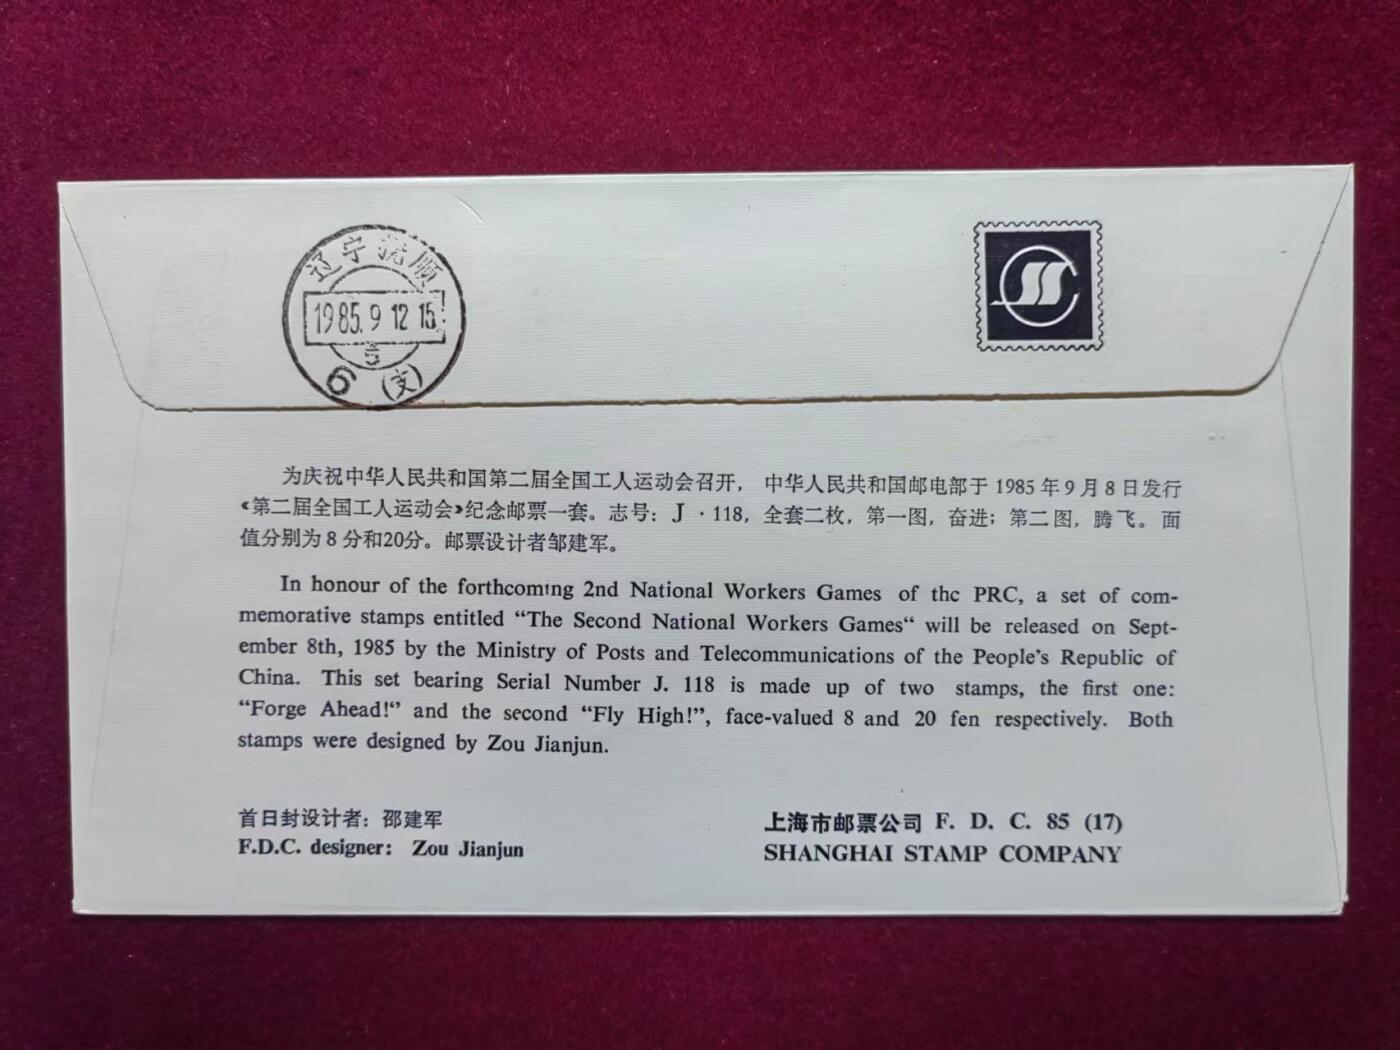 辽宁抚顺
1985.9 12 15
5
6 (支)
为庆祝中华人民共和国第二届全国工人运动会召开， 中华人民共和国邮电部于 1985 年 9 月 8 日发行
《第二届全国工人运动会》纪念邮票一套。志号：J · 118，全套二枚，第一图，奋进；第二图，腾飞。面
值分别为 8 分和20分。邮票设计者邹建军。
In honour of the forthcoming 2nd National Workers Games of the PRC, a set of com-
memorative stamps entitled “The Second National Workers Games“ will be released on Sept-
ember 8th, 1985 by the Ministry of Posts and Telecommunications of the People’s Republic of
China. This set bearing Serial Number J. 118 is made up of two stamps, the first one:
“Forge Ahead!“ and the second “Fly High!”, face-valued 8 and 20 fen respectively. Both
stamps were designed by Zou Jianjun.
首日封设计者：邵建军
F.D.C. designer: Zou Jianjun
上海市邮票公司 F. D. C. 85 (17)
SHANGHAI STAMP COMPANY